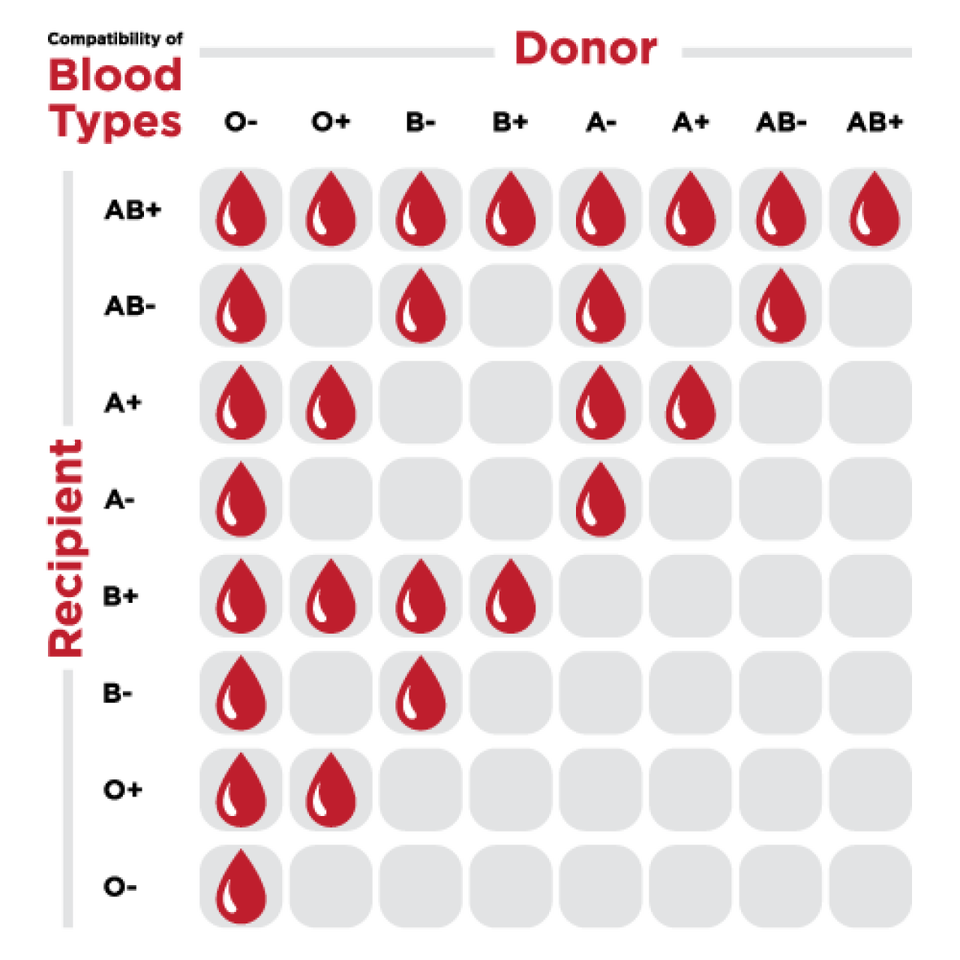 Compatibility of
Blood
Types
Donor
O- O+ B- B+ A- A+ AB- AB+
Recipient
AB+
AB-
A+
A-
B+
B-
O+
O-